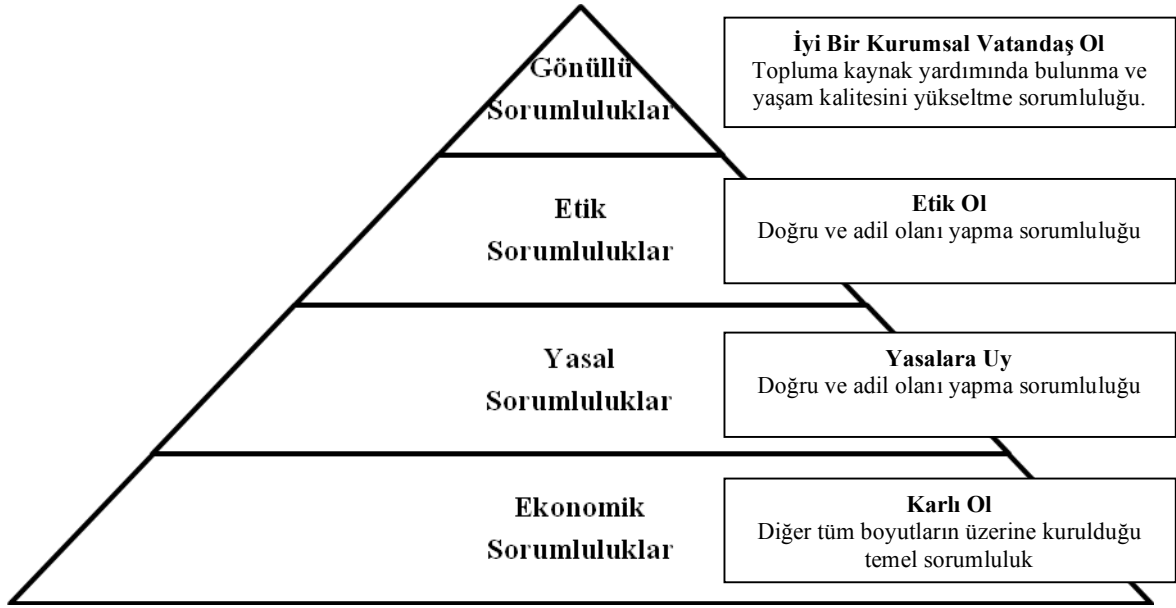 Gönüllü
Sorumluluklar
İyi Bir Kurumsal Vatandaş Ol
Topluma kaynak yardımında bulunma ve
yaşam kalitesini yükseltme sorumluluğu.
Etik
Sorumluluklar
Etik Ol
Doğru ve adil olanı yapma sorumluluğu
Yasal
Sorumluluklar
Yasalara Uy
Doğru ve adil olanı yapma sorumluluğu
Ekonomik
Sorumluluklar
Karlı Ol
Diğer tüm boyutların üzerine kurulduğu
temel sorumluluk